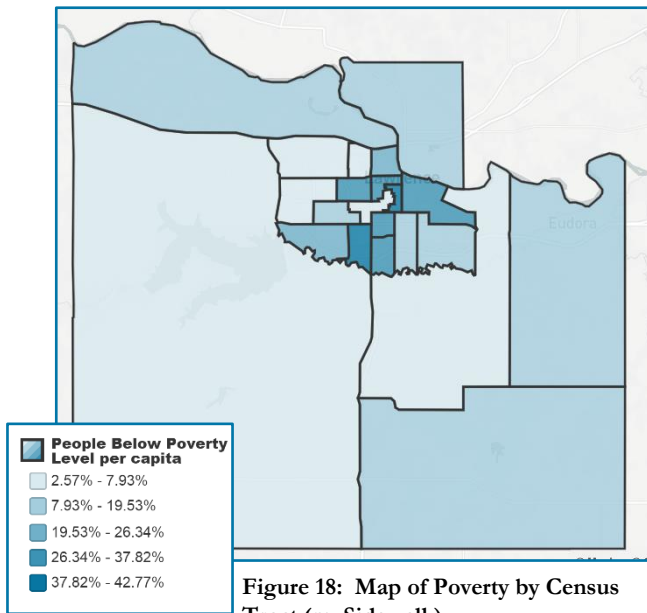 Lawrence
Eudora
People Below Poverty
Level per capita
2.57% - 7.93%
7.93% - 19.53%
19.53% - 26.34%
26.34% - 37.82%
37.82% - 42.77%
Figure 18: Map of Poverty by Census